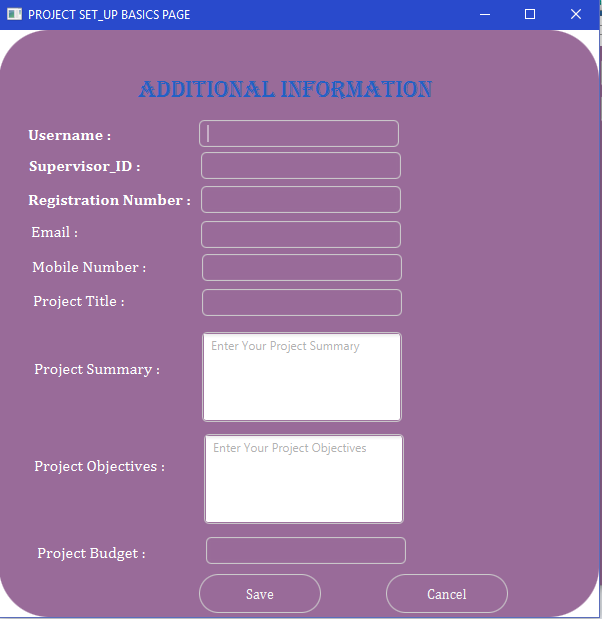 PROJECT SET_UP BASICS PAGE
ADDITIONAL INFORMATION
Username :
Supervisor_ID :
Registration Number :
Email :
Mobile Number :
Project Title :
Project Summary :
Enter Your Project Summary
Project Objectives :
Enter Your Project Objectives
Project Budget :
Save
Cancel